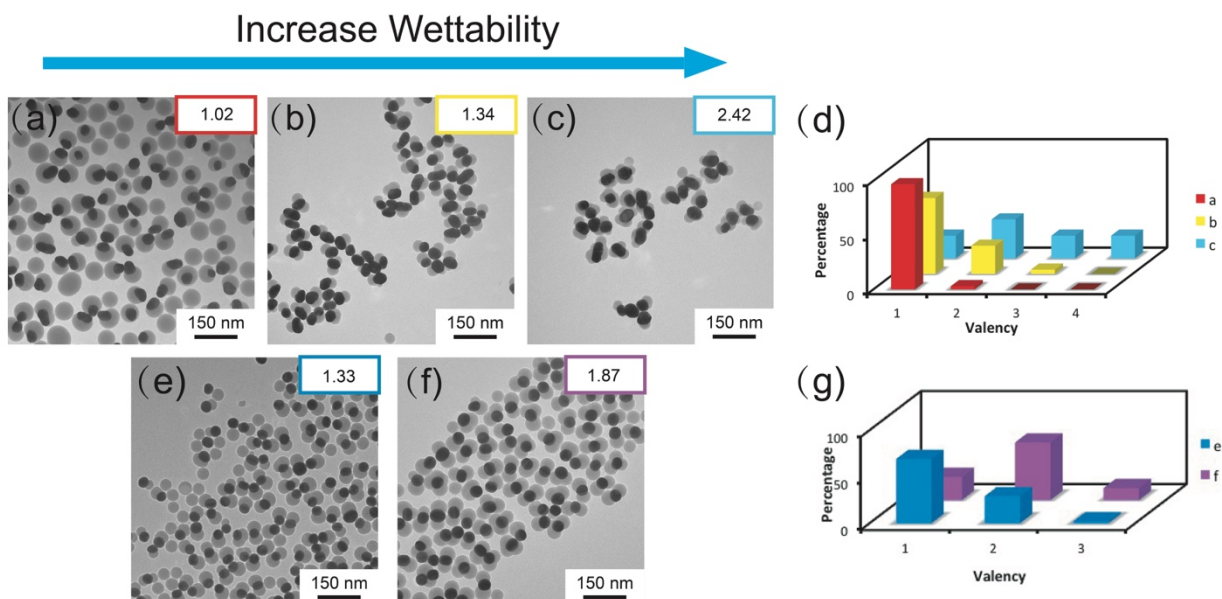 Increase Wettability
(a)
1.02
150 nm
(b)
1.34
150 nm
(c)
2.42
150 nm
(d)
Percentage
100
50
0
1 2 3 4
Valency
a
b
c
(e)
1.33
150 nm
(f)
1.87
150 nm
(g)
Percentage
100
50
0
1 2 3
Valency
e
f